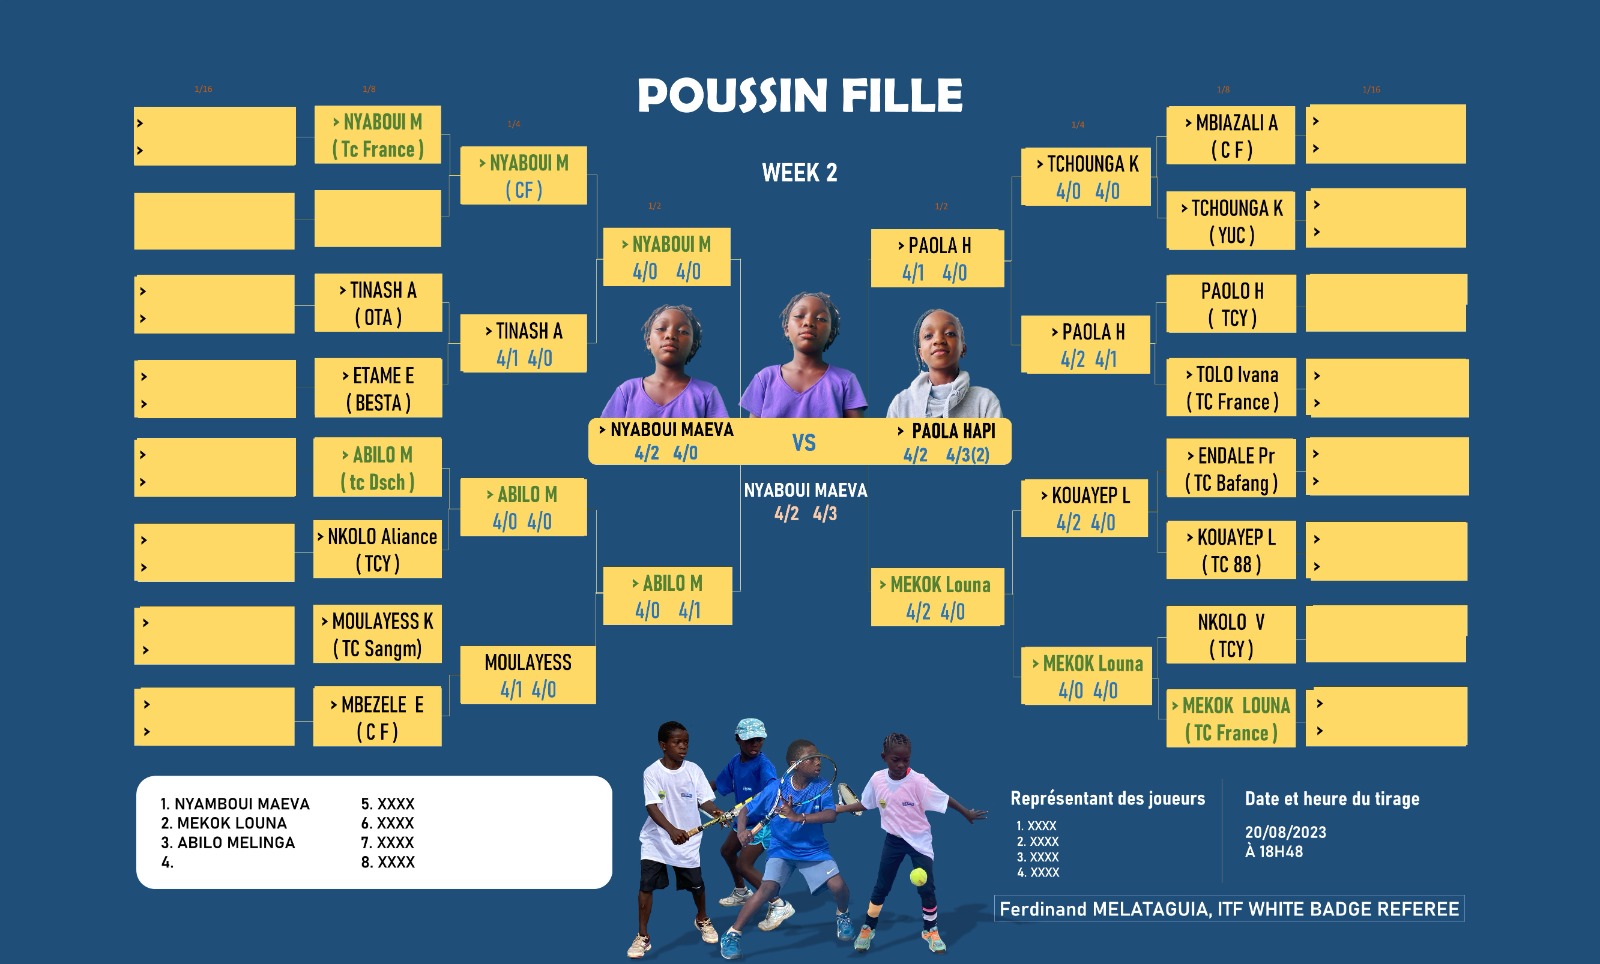 POUSSIN FILLE
WEEK 2
1/16
1/8
1/4
1/2
1/2
1/4
1/8
1/16
>
>
> NYABOUI M
( Tc France )
> NYABOUI M
( CF )
>
>
> TINASH A
( OTA )
>
>
> ETAME E
( BESTA )
> TINASH A
4/1 4/0
> NYABOUI M
4/0 4/0
>
>
> ABILO M
( tc Dsch )
>
>
> NKOLO Aliance
( TCY )
> ABILO M
4/0 4/0
>
>
> MOULAYESS K
( TC Sangm)
>
>
> MBEZELE E
( C F )
MOULAYESS
4/1 4/0
> ABILO M
4/0 4/1
> NYABOUI MAEVA
4/2 4/0
VS
> PAOLA HAPI
4/2 4/3(2)
NYABOUI MAEVA
4/2 4/3
> PAOLA H
4/1 4/0
> MEKOK Louna
4/2 4/0
> TCHOUNGA K
4/0 4/0
> PAOLA H
4/2 4/1
> KOUAYEP L
4/2 4/0
> MEKOK Louna
4/0 4/0
> MBIAZALI A
( C F )
>
>
> TCHOUNGA K
( YUC )
>
>
PAOLO H
( TCY )
> TOLO Ivana
( TC France )
>
>
> ENDALE Pr
( TC Bafang )
>
>
> KOUAYEP L
( TC 88 )
>
>
NKOLO V
( TCY )
> MEKOK LOUNA
( TC France )
>
>
1. NYAMBOUI MAEVA
2. MEKOK LOUNA
3. ABILO MELINGA
4.
5. XXXX
6. XXXX
7. XXXX
8. XXXX
Représentant des joueurs
1. XXXX
2. XXXX
3. XXXX
4. XXXX
Date et heure du tirage
20/08/2023
À 18H48
Ferdinand MELATAGUIA, ITF WHITE BADGE REFEREE